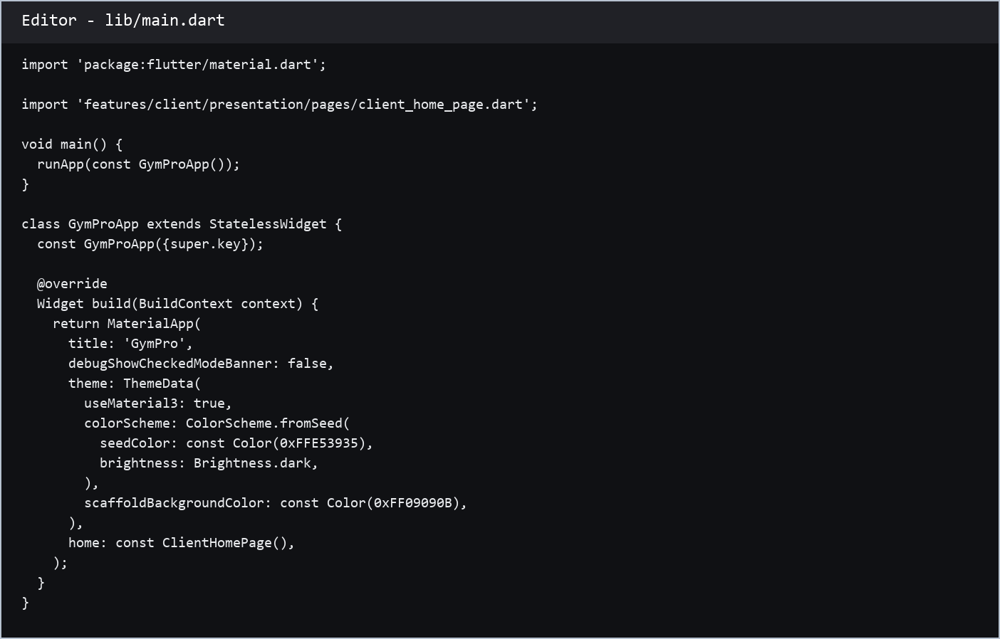 Editor - lib/main.dart
import 'package:flutter/material.dart';
import 'features/client/presentation/pages/client_home_page.dart';
void main() {
  runApp(const GymProApp());
}
class GymProApp extends StatelessWidget {
  const GymProApp({super.key});
  @override
  Widget build(BuildContext context) {
    return MaterialApp(
      title: 'GymPro',
      debugShowCheckedModeBanner: false,
      theme: ThemeData(
        useMaterial3: true,
        colorScheme: ColorScheme.fromSeed(
          seedColor: const Color(0xFFE53935),
          brightness: Brightness.dark,
        ),
        scaffoldBackgroundColor: const Color(0xFF09090B),
      ),
      home: const ClientHomePage(),
    );
  }
}